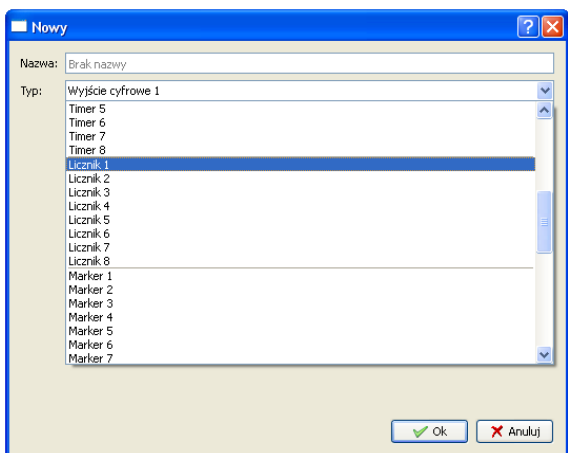 Nowy
Nazwa: Brak nazwy
Typ: Wyjście cyfrowe 1
Timer 5
Timer 6
Timer 7
Timer 8
Licznik 1
Licznik 2
Licznik 3
Licznik 4
Licznik 5
Licznik 6
Licznik 7
Licznik 8
Marker 1
Marker 2
Marker 3
Marker 4
Marker 5
Marker 6
Marker 7
Ok Anuluj